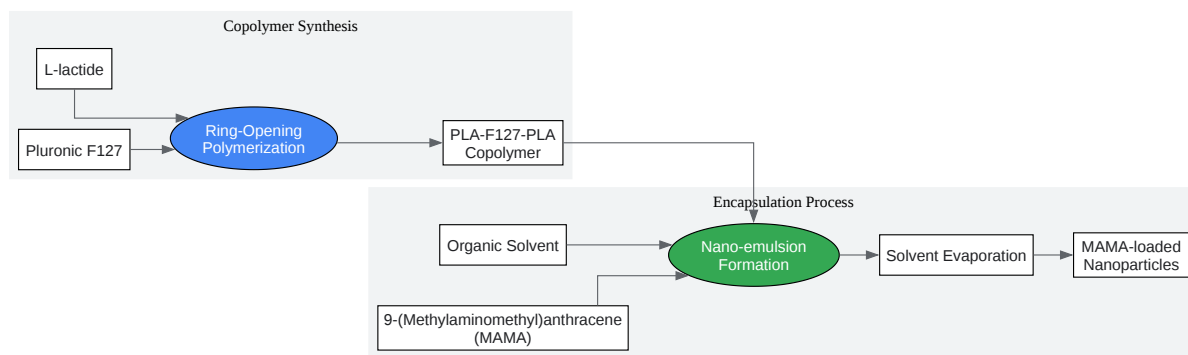 Copolymer Synthesis
L-lactide
Pluronic F127
Ring-Opening
Polymerization
PLA-F127-PLA
Copolymer
Encapsulation Process
Organic Solvent
9-(Methylaminomethyl)anthracene
(MAMA)
Nano-emulsion
Formation
Solvent Evaporation
MAMA-loaded
Nanoparticles